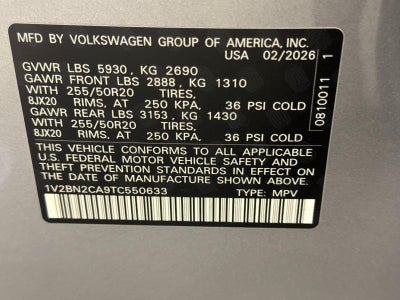 MFD BY VOLKSWAGEN GROUP OF AMERICA, INC.
USA 02/2026
GVWR LBS 5930, KG 2690
GAWR FRONT LBS 2888, KG 1310
WITH 255/50R20 TIRES,
8JX20 RIMS, AT 250 KPA, 36 PSI COLD
GAWR REAR LBS 3153, KG 1430
WITH 255/50R20 TIRES,
8JX20 RIMS, AT 250 KPA, 36 PSI COLD
THIS VEHICLE CONFORMS TO ALL APPLICABLE
U.S. FEDERAL MOTOR VEHICLE SAFETY, BUMPER, AND
THEFT PREVENTION STANDARDS IN EFFECT ON THE
DATE OF MANUFACTURE SHOWN ABOVE.
1V2BN2CA9TC550633 TYPE: MPV
0810011 1